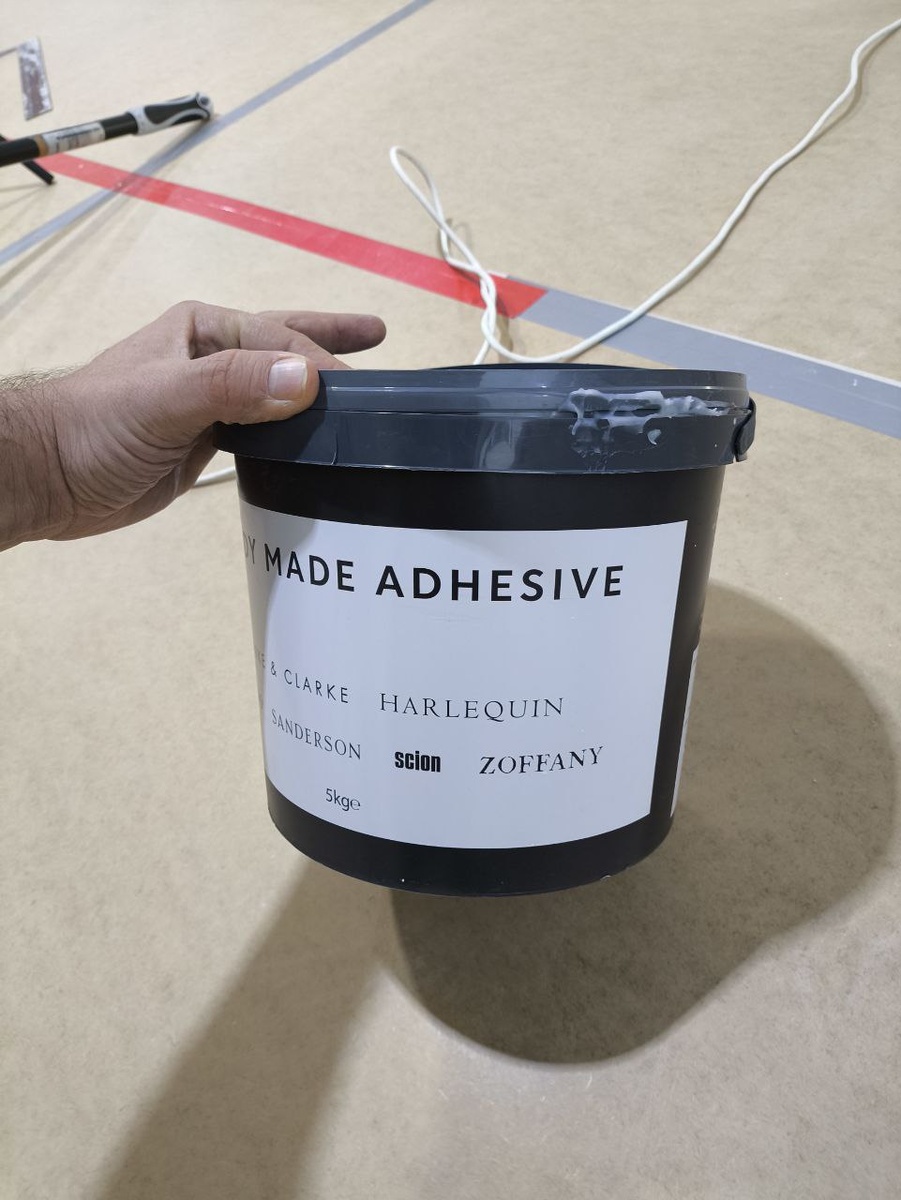 MADE ADHESIVE
& CLARKE HARLEQUIN
SANDERSON scion ZOFFANY
5kg℮